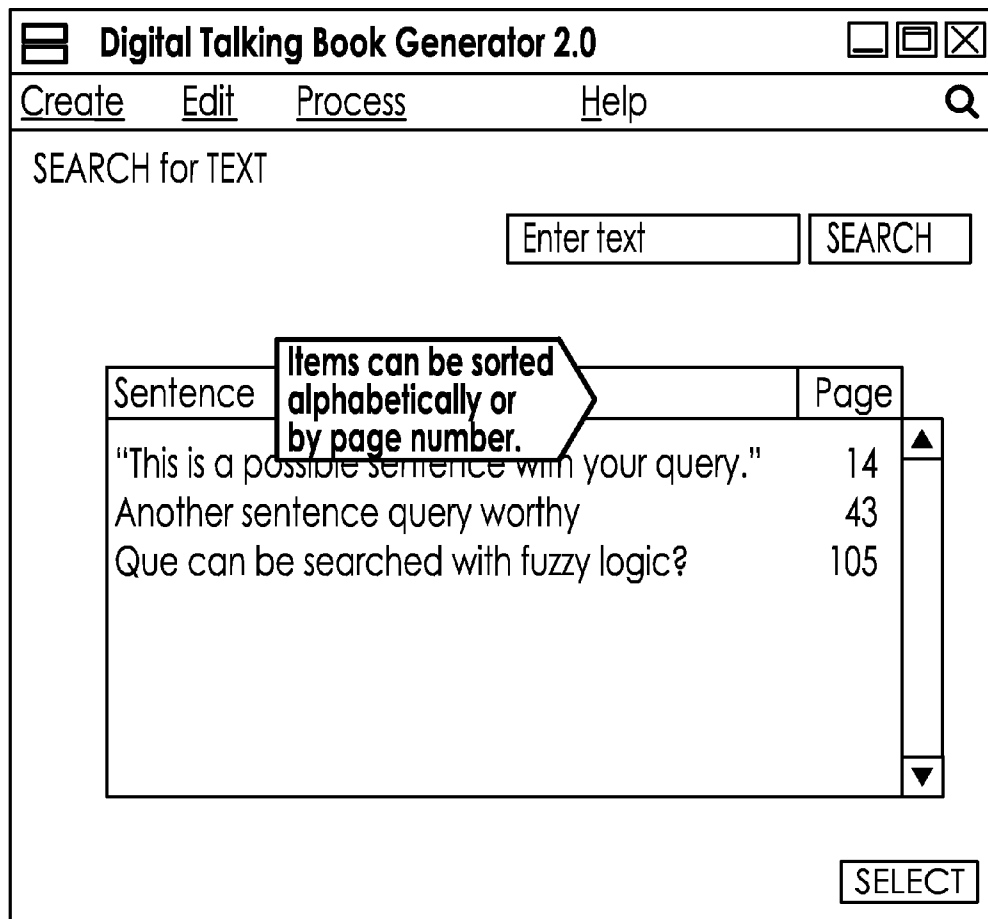 Digital Talking Book Generator 2.0
Create Edit Process Help
SEARCH for TEXT
Enter text SEARCH
Items can be sorted
alphabetically or
by page number.
Sentence Page
“This is a possible sentence with your query.” 14
Another sentence query worthy 43
Que can be searched with fuzzy logic? 105
SELECT